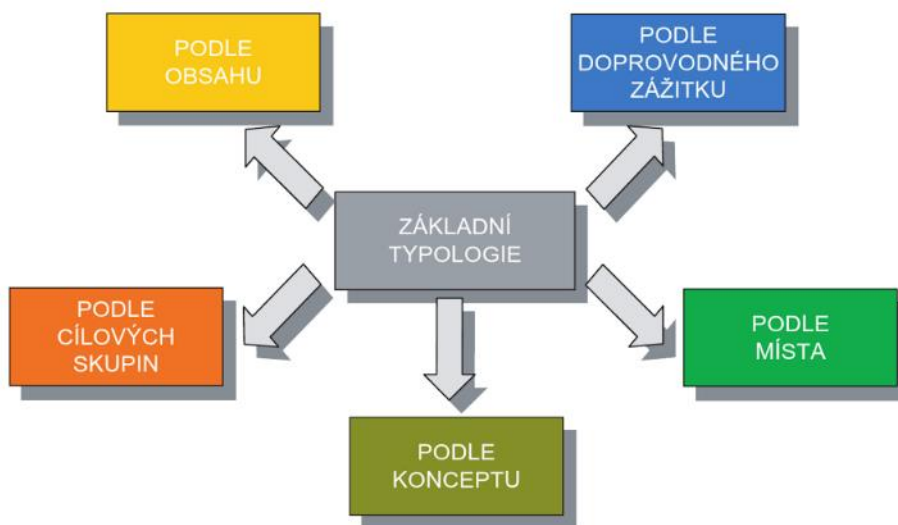 PODLE
OBSAHU
PODLE
DOPROVODNÉHO
ZÁŽITKU
ZÁKLADNÍ
TYPOLOGIE
PODLE
CÍLOVÝCH
SKUPIN
PODLE
MÍSTA
PODLE
KONCEPTU